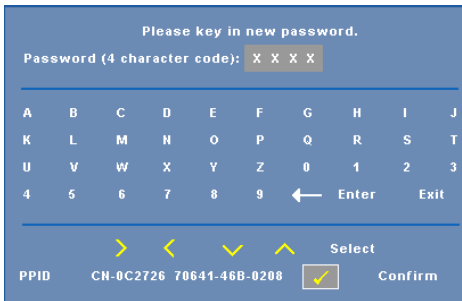 Please key in new password.
Password (4 character code): X X X X
A B C D E F G H I J
K L M N O P Q R S T
U V W X Y Z 0 1 2 3
4 5 6 7 8 9 Enter Exit
Select
PPID CN-0C2726 70641-46B-0208 Confirm